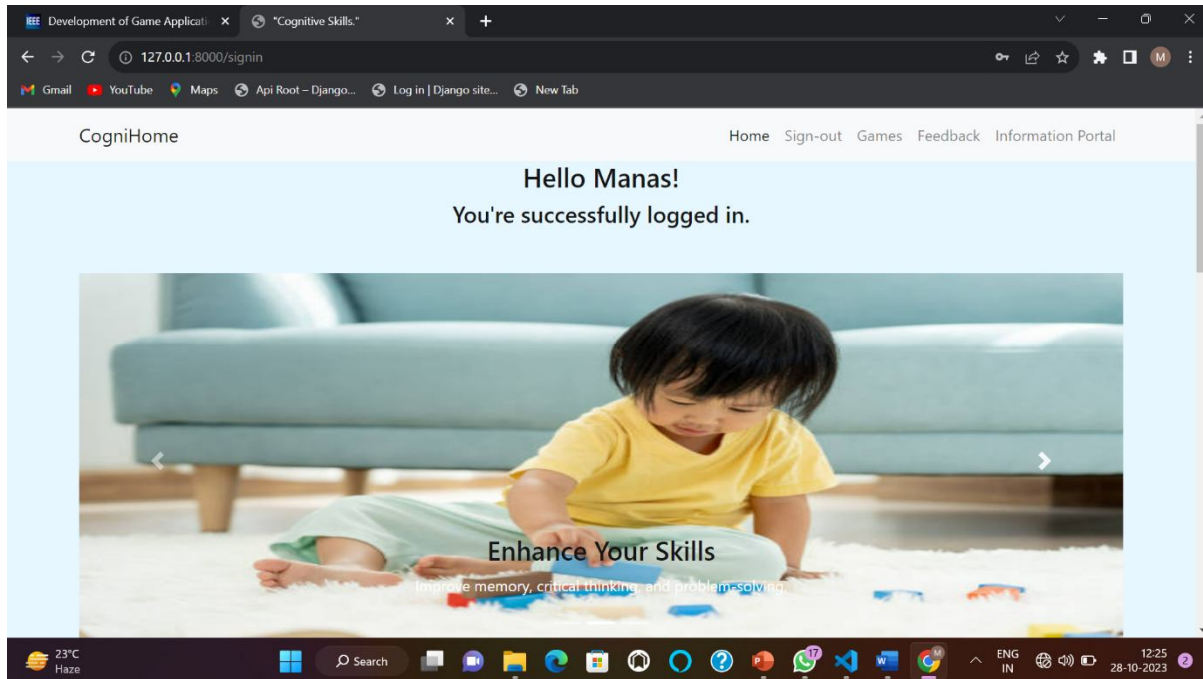 Development of Game Applicati
"Cognitive Skills."
127.0.0.1:8000/signin
M
Gmail YouTube Maps Api Root – Django... Log in | Django site... New Tab
CogniHome Home Sign-out Games Feedback Information Portal
Hello Manas!
You're successfully logged in.
Enhance Your Skills
Improve memory, critical thinking, and problem-solving.
23°C
Haze
Search
17
ENG
IN
12:25
28-10-2023
2